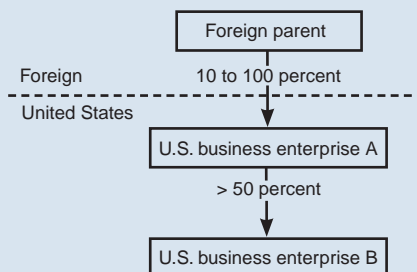 Foreign parent
Foreign
10 to 100 percent
United States
U.S. business enterprise A
> 50 percent
U.S. business enterprise B